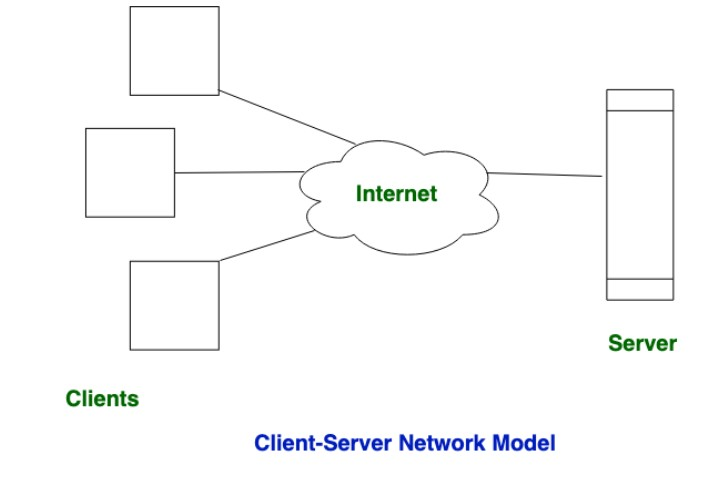 Internet
Server
Clients
Client-Server Network Model